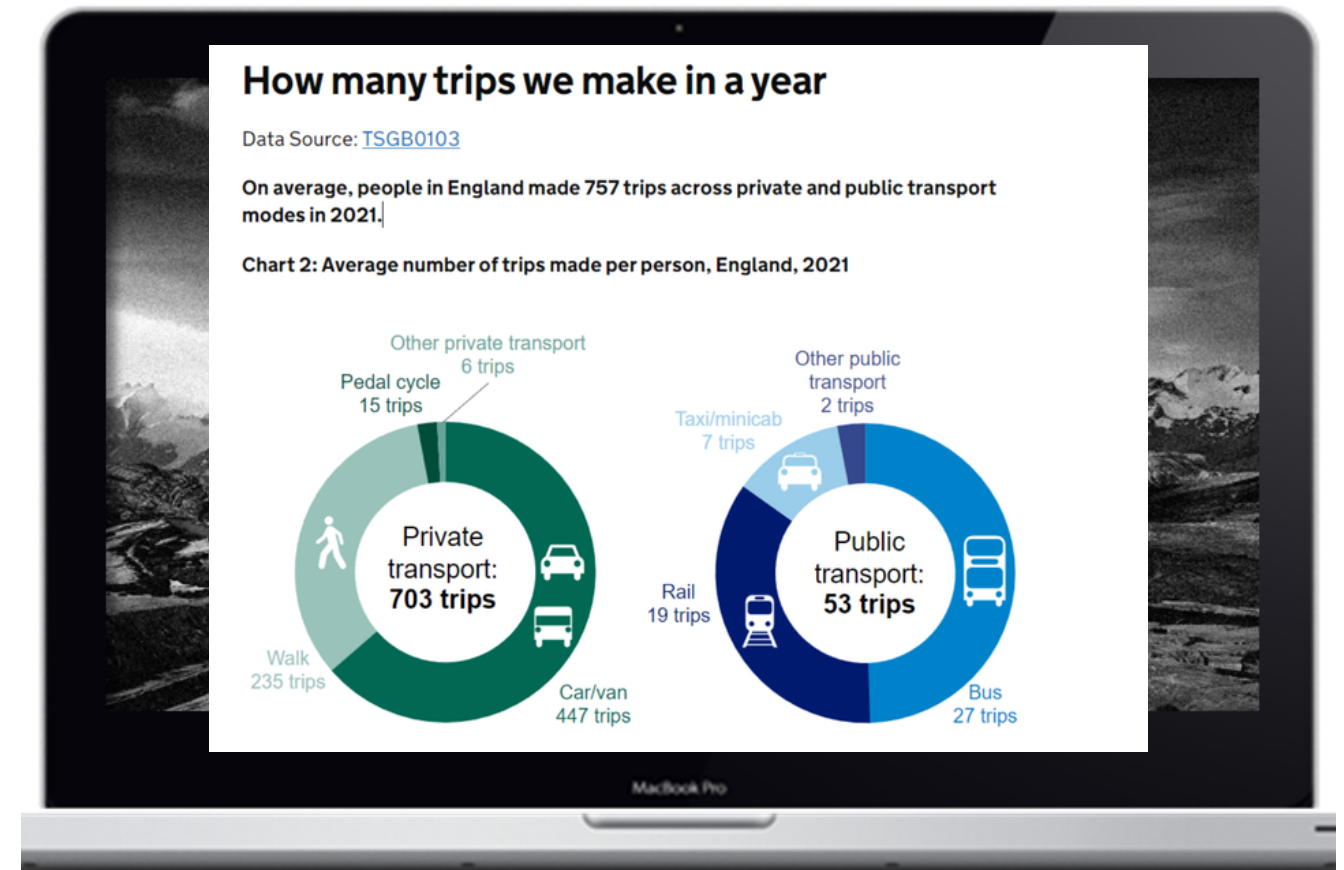 How many trips we make in a year
Data Source: TSGB0103
On average, people in England made 757 trips across private and public transport
modes in 2021.
Chart 2: Average number of trips made per person, England, 2021
Other private transport
6 trips
Pedal cycle
15 trips
Private
transport:
703 trips
Walk
235 trips
Car/van
447 trips
Other public
transport
2 trips
Taxi/minicab
7 trips
Public
transport:
53 trips
Rail
19 trips
Bus
27 trips
MacBook Pro